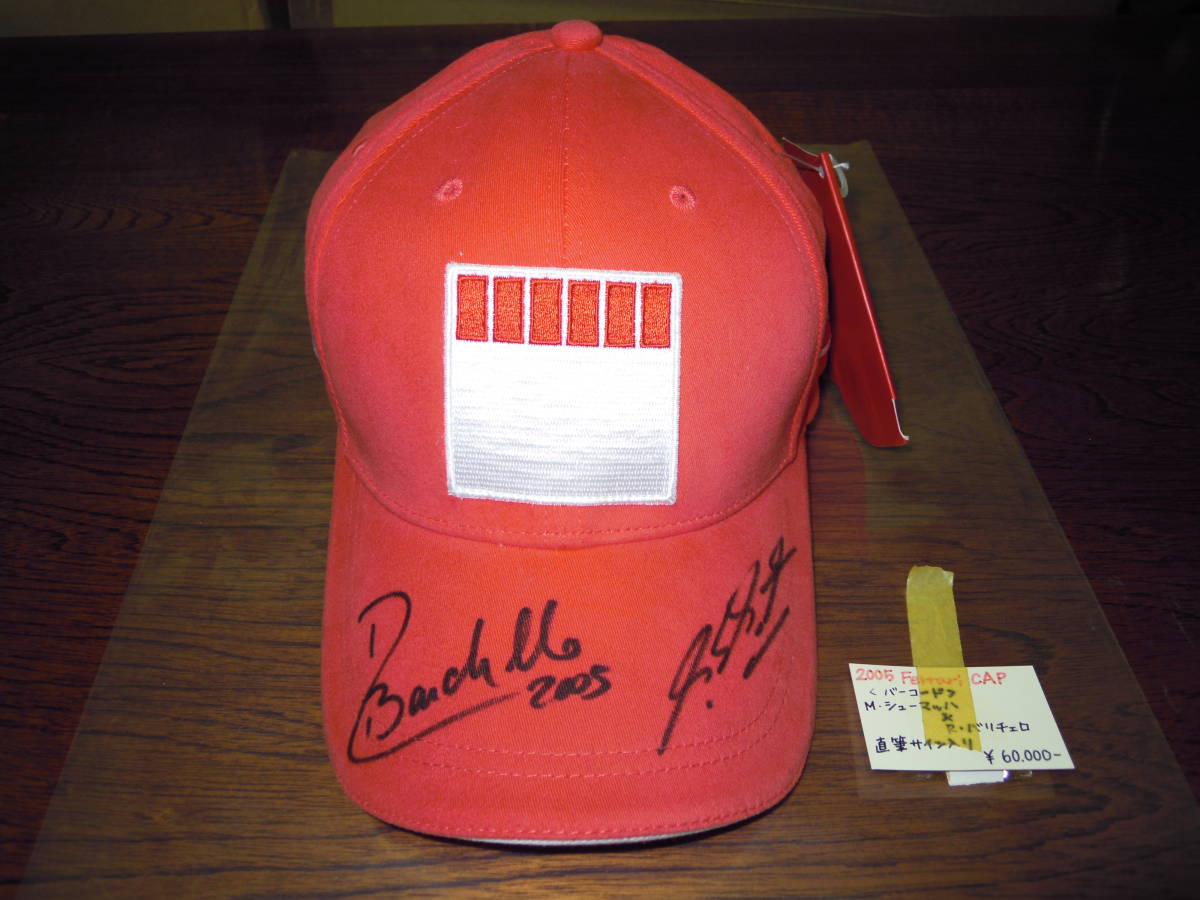 R Barrichello
2005
2005 Ferrari CAP
<バーコード>
M・シューマッハ
&
R・バリチェロ
直筆サイン入り
¥60.000-